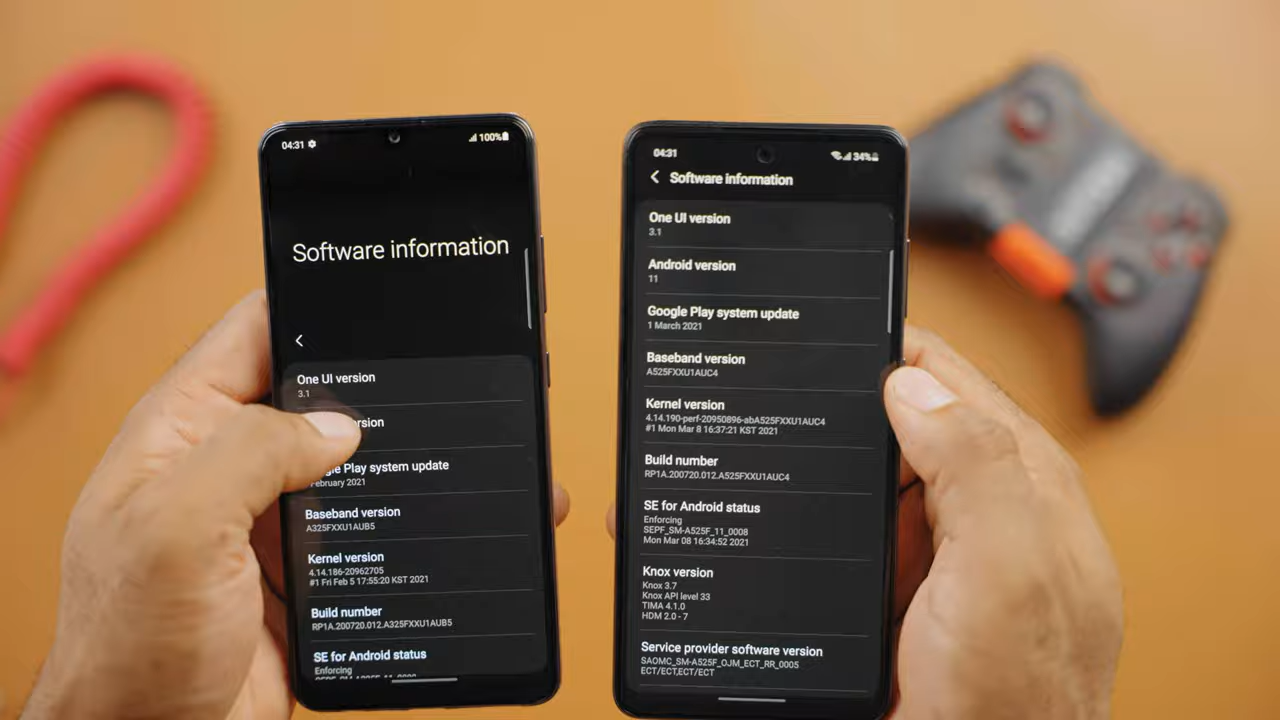 04:31
100%
Software information
One UI version
3.1
rsion
Play system update
February 2021
Baseband version
A325FXXU1AUB5
Kernel version
4.14.186-20962705
#1 Fri Feb 5 17:55:20 KST 2021
Build number
RP1A.200720.012.A325FXXU1AUB5
SE for Android status
Enforcing
04:31
34%
Software information
One UI version
3.1
Android version
11
Google Play system update
1 March 2021
Baseband version
A525FXXU1AUC4
Kernel version
4.14.190-perf-20950896-abA525FXXU1AUC4
#1 Mon Mar 8 16:37:21 KST 2021
Build number
RP1A.200720.012.A525FXXU1AUC4
SE for Android status
Enforcing
SEPF_SM-A525F_11_0008
Mon Mar 08 16:34:52 2021
Knox version
Knox 3.7
Knox API level 33
TIMA 4.1.0
HDM 2.0 - 7
Service provider software version
SAOMC_SM-A525F_OJM_ECT_RR_0005
ECT/ECT,ECT/ECT